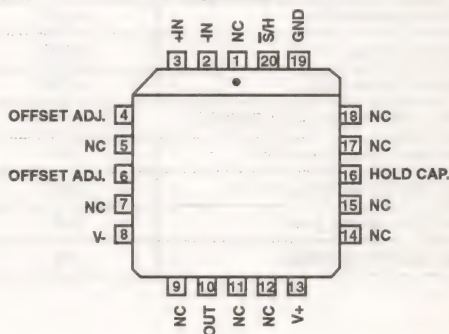 +IN
-IN
NC
S̅/H
GND
3
2
1
20
19
OFFSET ADJ. 4
NC 5
OFFSET ADJ. 6
NC 7
V- 8
18 NC
17 NC
16 HOLD CAP.
15 NC
14 NC
9
10
11
12
13
NC
OUT
NC
NC
V+